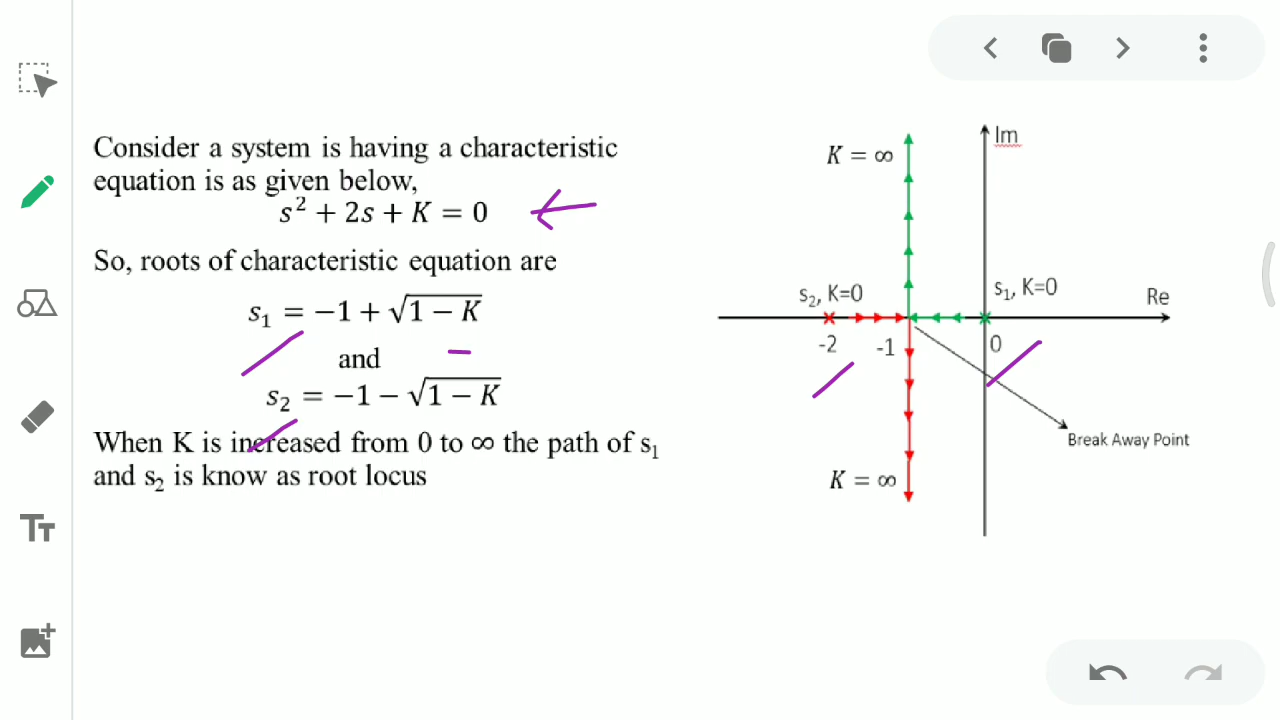 Consider a system is having a characteristic
equation is as given below,
s² + 2s + K = 0
So, roots of characteristic equation are
s₁ = −1 + √(1 − K)
and
s₂ = −1 − √(1 − K)
When K is increased from 0 to ∞ the path of s₁
and s₂ is know as root locus
Im
K = ∞
s₂, K=0
s₁, K=0
Re
-2
-1
0
Break Away Point
K = ∞
Tт